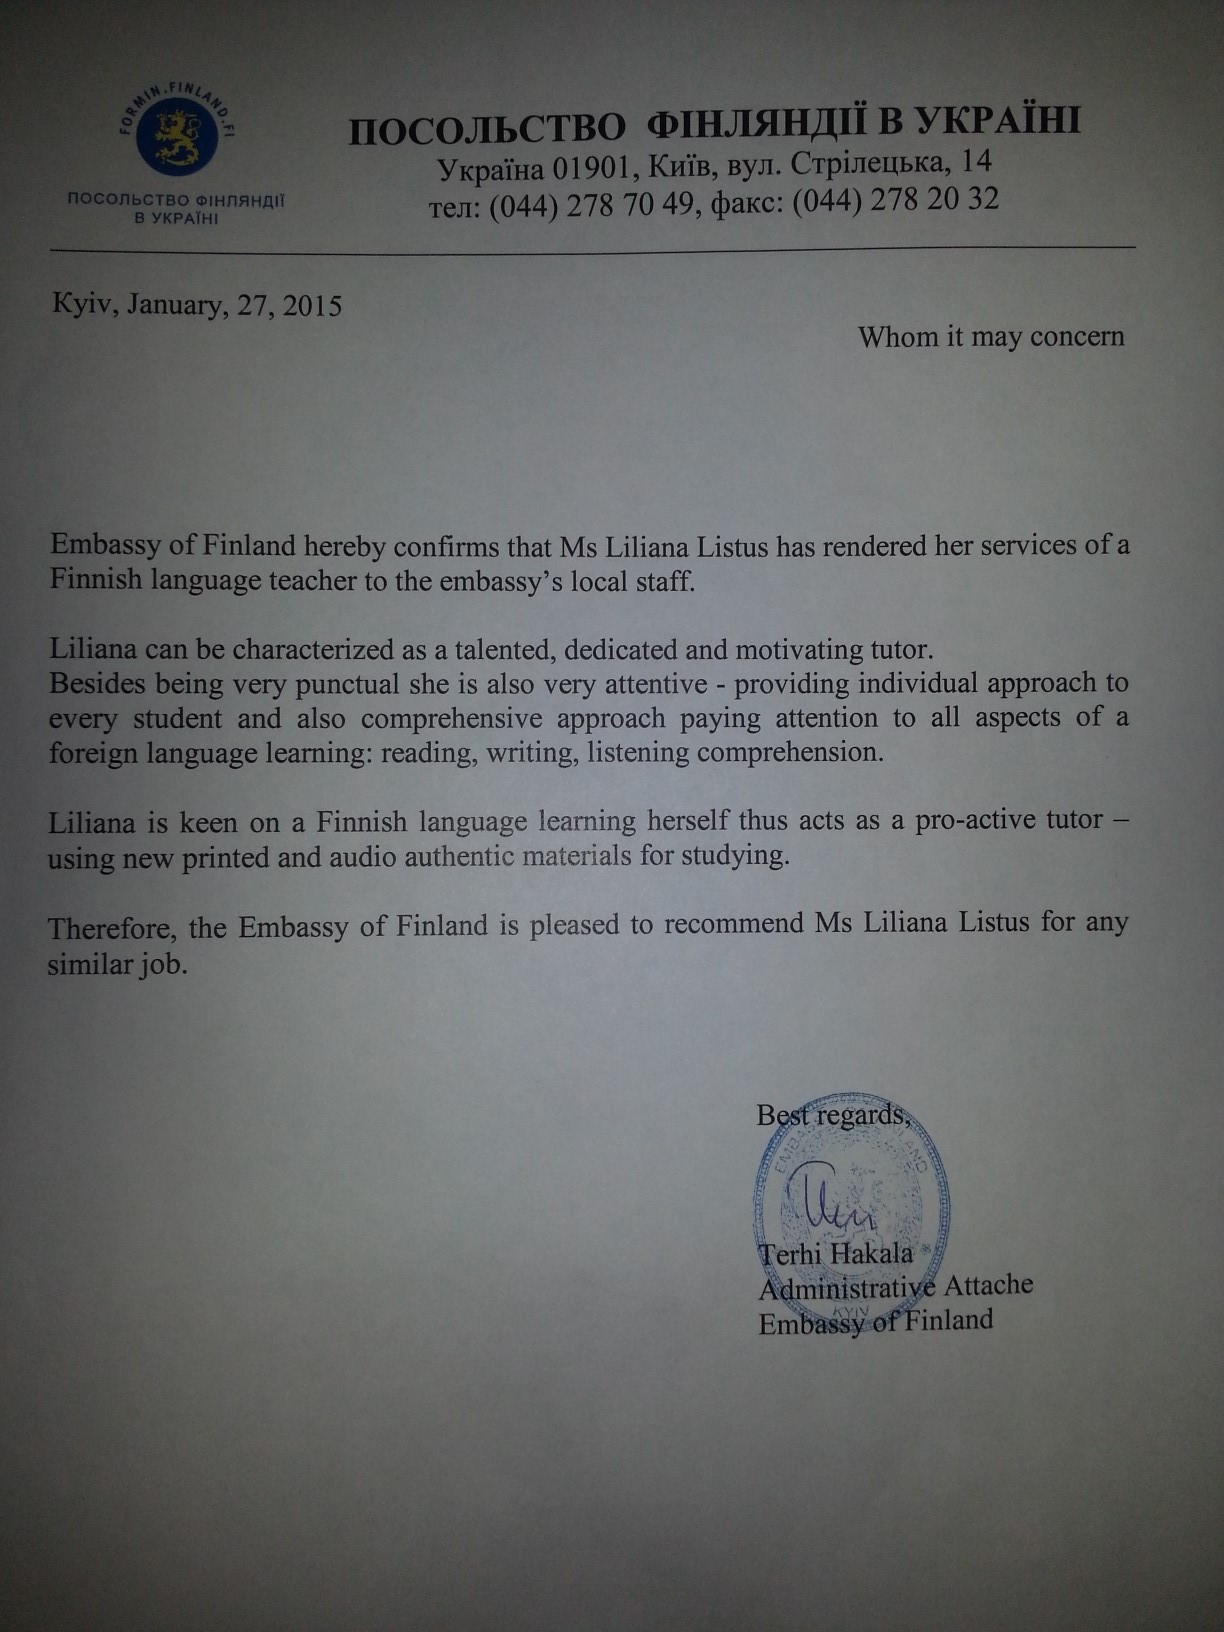 FORMIN.FINLAND.FI
ПОСОЛЬСТВО ФІНЛЯНДІЇ
В УКРАЇНІ
ПОСОЛЬСТВО ФІНЛЯНДІЇ В УКРАЇНІ
Україна 01901, Київ, вул. Стрілецька, 14
тел: (044) 278 70 49, факс: (044) 278 20 32
Kyiv, January, 27, 2015
Whom it may concern
Embassy of Finland hereby confirms that Ms Liliana Listus has rendered her services of a
Finnish language teacher to the embassy’s local staff.
Liliana can be characterized as a talented, dedicated and motivating tutor.
Besides being very punctual she is also very attentive - providing individual approach to
every student and also comprehensive approach paying attention to all aspects of a
foreign language learning: reading, writing, listening comprehension.
Liliana is keen on a Finnish language learning herself thus acts as a pro-active tutor –
using new printed and audio authentic materials for studying.
Therefore, the Embassy of Finland is pleased to recommend Ms Liliana Listus for any
similar job.
Best regards,
Terhi Hakala
Administrative Attache
KYIV
Embassy of Finland